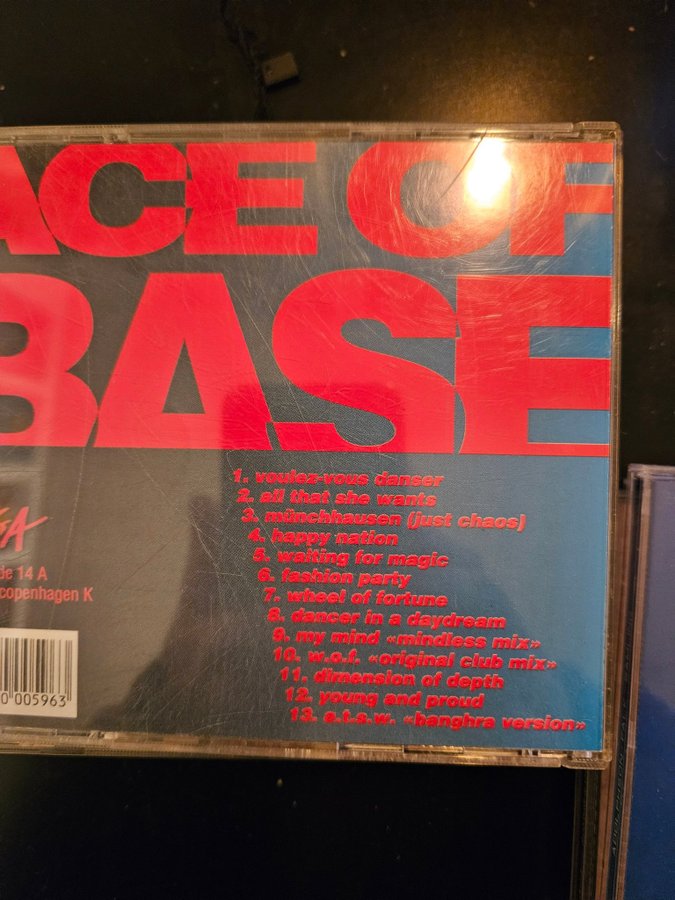 ACE OF
BASE
1. voulez-vous danser
2. all that she wants
3. münchhausen (just chaos)
4. happy nation
5. waiting for magic
6. fashion party
7. wheel of fortune
8. dancer in a daydream
9. my mind «mindless mix»
10. w.o.f. «original club mix»
11. dimension of depth
12. young and proud
13. a.t.s.w. «banghra version»
de 14 A
copenhagen K
0 005963